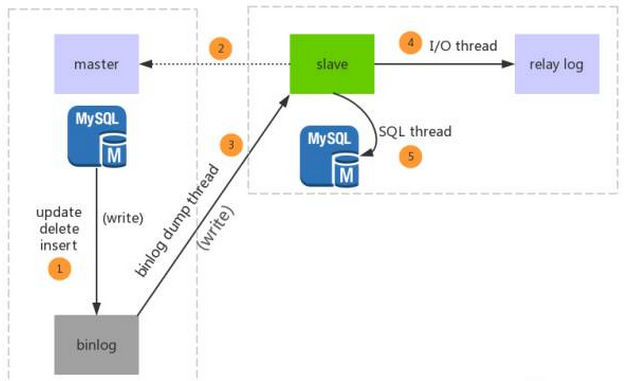 master
2
slave
4
I/O thread
relay log
MySQL
M
3
MySQL
M
SQL thread
5
update
delete
insert
(write)
1
binlog dump thread
(write)
binlog